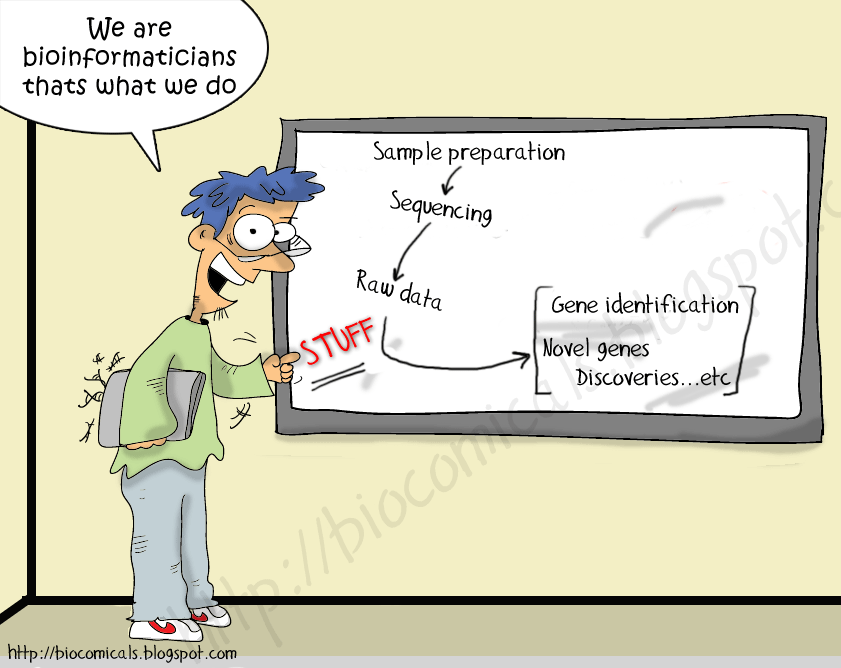 We are
bioinformaticians
thats what we do
Sample preparation
Sequencing
Raw data
STUFF
Gene identification
Novel genes
Discoveries...etc
http://biocomicals.blogspot.com
http://biocomicals.blogspot.co